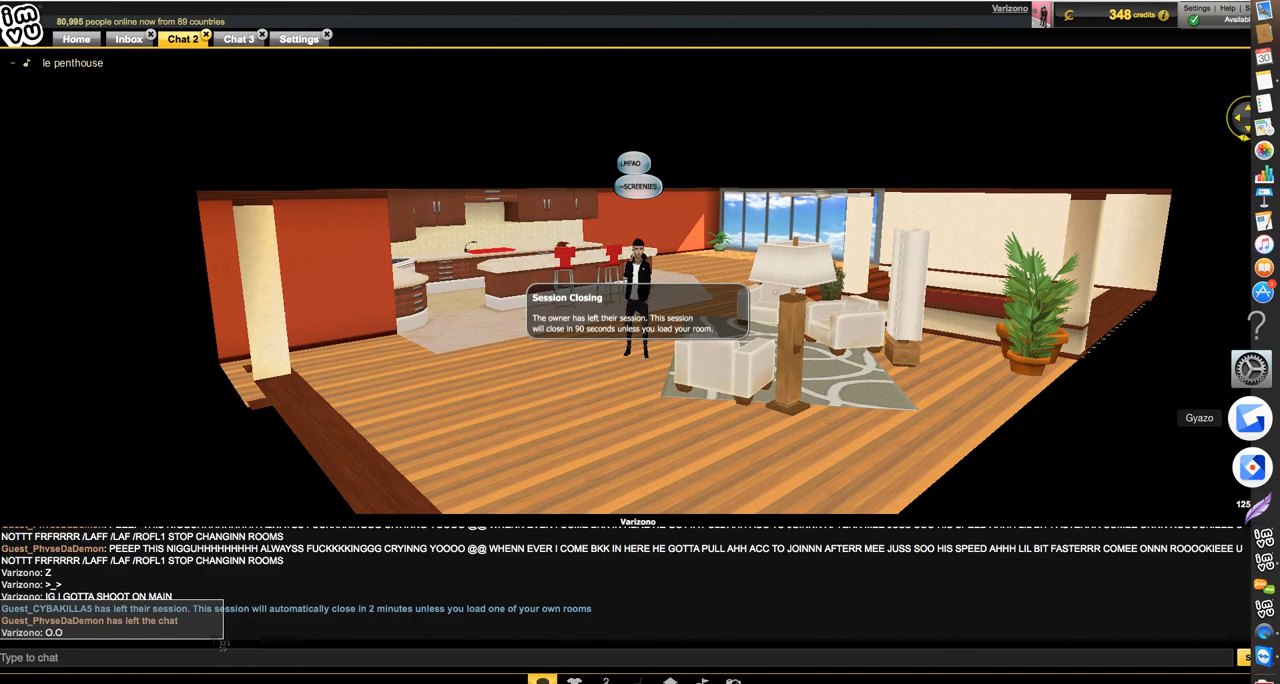 imvu
80,995 people online now from 89 countries
Varizono
348 credits
Settings | Help | S
Availabl
Home
Inbox
Chat 2
Chat 3
Settings
le penthouse
30
LMFAO
~SCREENIES
Session Closing
The owner has left their session. This session
will close in 90 seconds unless you load your room.
Gyazo
125
Varizono
NOTTT FRFRRRR /LAFF /LAF /ROFL1 STOP CHANGINN ROOMS
Guest_PhvseDaDemon: PEEEP THIS NIGGUHHHHHHHHH ALWAYSS FUCKKKKINGGG CRYINNG YOOOO @@ WHENN EVER I COME BKK IN HERE HE GOTTA PULL AHH ACC TO JOINNN AFTERR MEE JUSS SOO HIS SPEED AHHH LIL BIT FASTERRR COMEE ONNN ROOOOKIEEE U
NOTTT FRFRRRR /LAFF /LAF /ROFL1 STOP CHANGINN ROOMS
Varizono: Z
Varizono: >_>
Varizono: IG I GOTTA SHOOT ON MAIN
Guest_CYBAKILLA5 has left their session. This session will automatically close in 2 minutes unless you load one of your own rooms
Guest_PhvseDaDemon has left the chat
Varizono: O.O
Type to chat
S